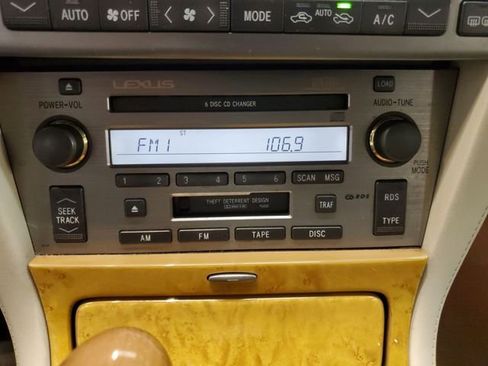 AUTO OFF MODE AUTO A/C
LEXUS LOAD
POWER-VOL 6 DISC CD CHANGER AUDIO-TUNE
ST
FM1 106.9
PUSH MODE
1 2 3 4 5 6 SCAN MSG
SEEK TRACK
THEFT DETERRENT DESIGN
TRAF
RDS
RDS TYPE
AM FM TAPE DISC